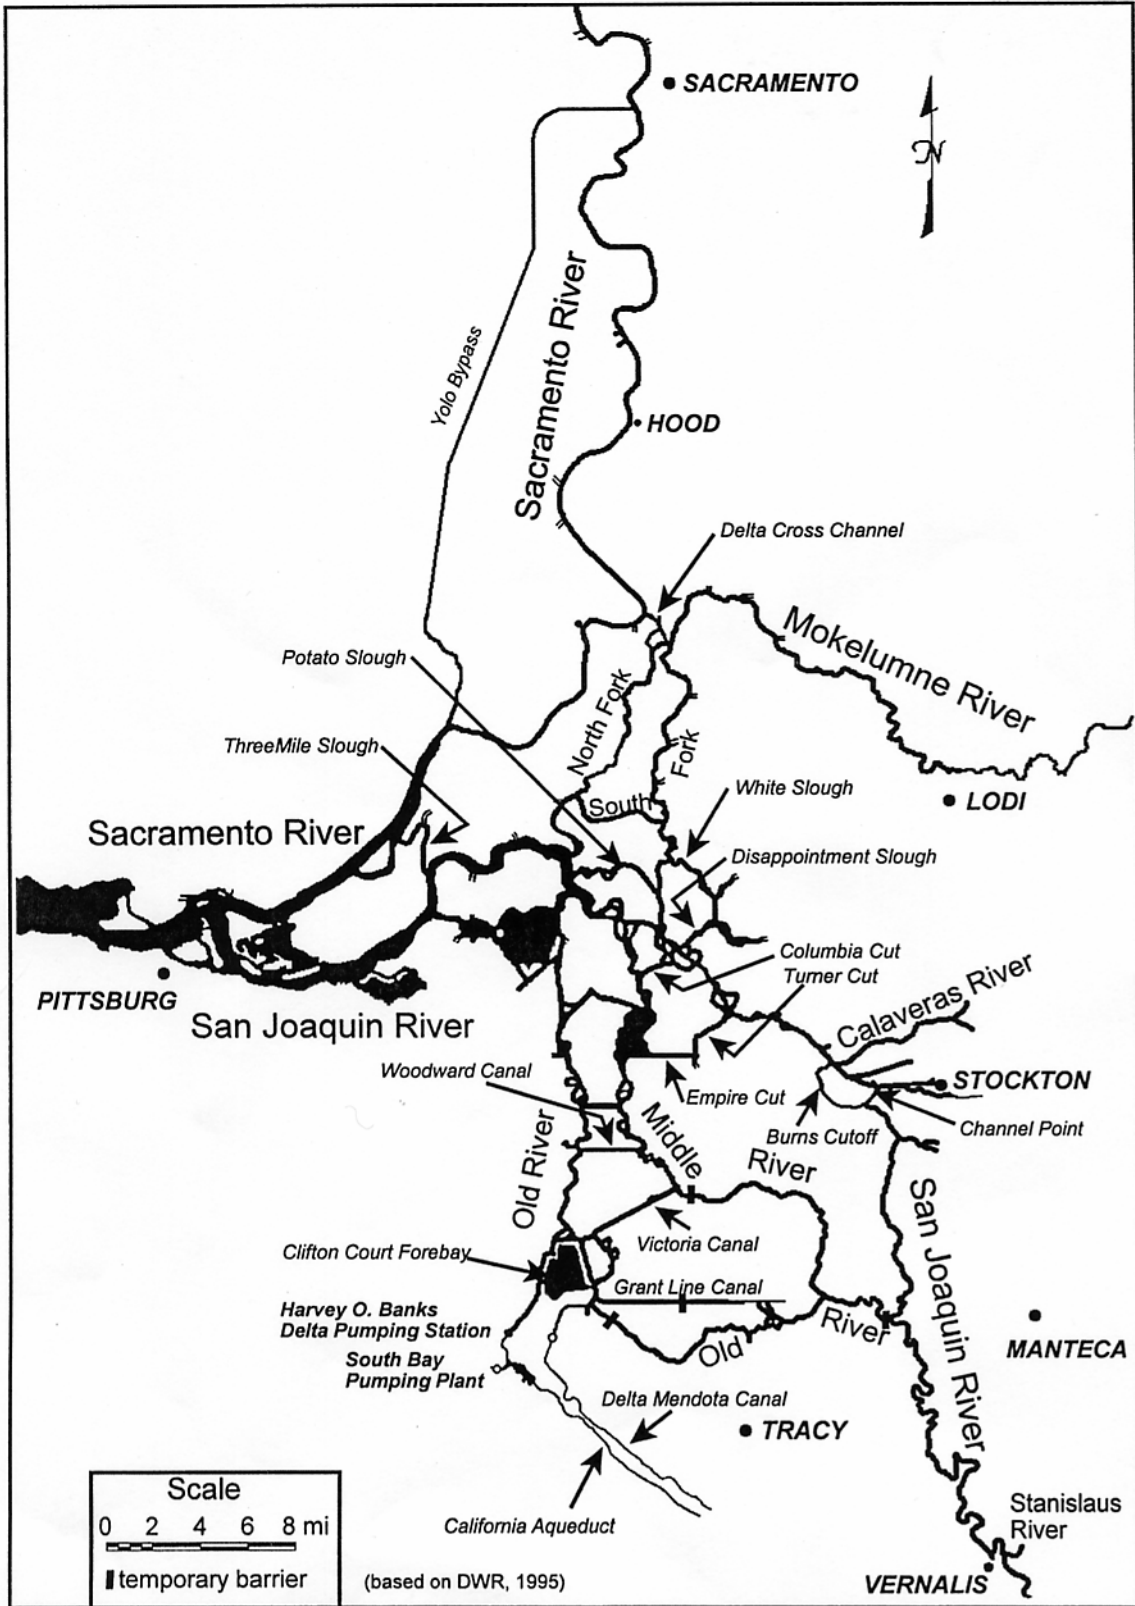 SACRAMENTO
N
Sacramento River
Yolo Bypass
HOOD
Delta Cross Channel
Mokelumne River
Potato Slough
North Fork
Fork
South
ThreeMile Slough
White Slough
LODI
Sacramento River
Disappointment Slough
Columbia Cut
Turner Cut
PITTSBURG
San Joaquin River
Calaveras River
Woodward Canal
STOCKTON
Empire Cut
Channel Point
Burns Cutoff
Middle
River
Old River
San Joaquin River
Victoria Canal
Clifton Court Forebay
Grant Line Canal
Harvey O. Banks
Delta Pumping Station
South Bay
Pumping Plant
Old
River
MANTECA
Delta Mendota Canal
TRACY
California Aqueduct
Stanislaus
River
VERNALIS
Scale
0 2 4 6 8 mi
temporary barrier
(based on DWR, 1995)